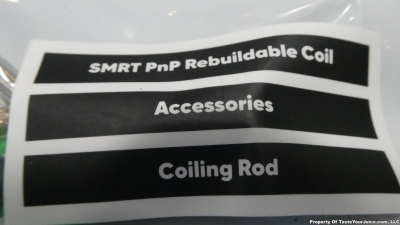 SMRT PnP Rebuildable Coil
Accessories
Coiling Rod
Property Of TasteYourJuice.com, LLC